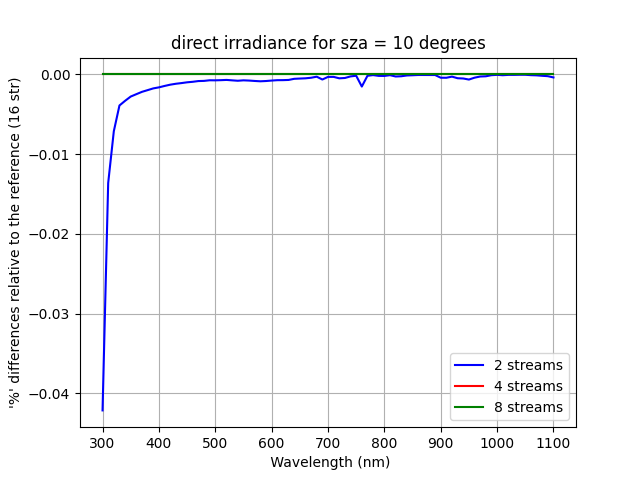 direct irradiance for sza = 10 degrees
'%' differences relative to the reference (16 str)
0.00
−0.01
−0.02
−0.03
−0.04
2 streams
4 streams
8 streams
300 400 500 600 700 800 900 1000 1100
Wavelength (nm)